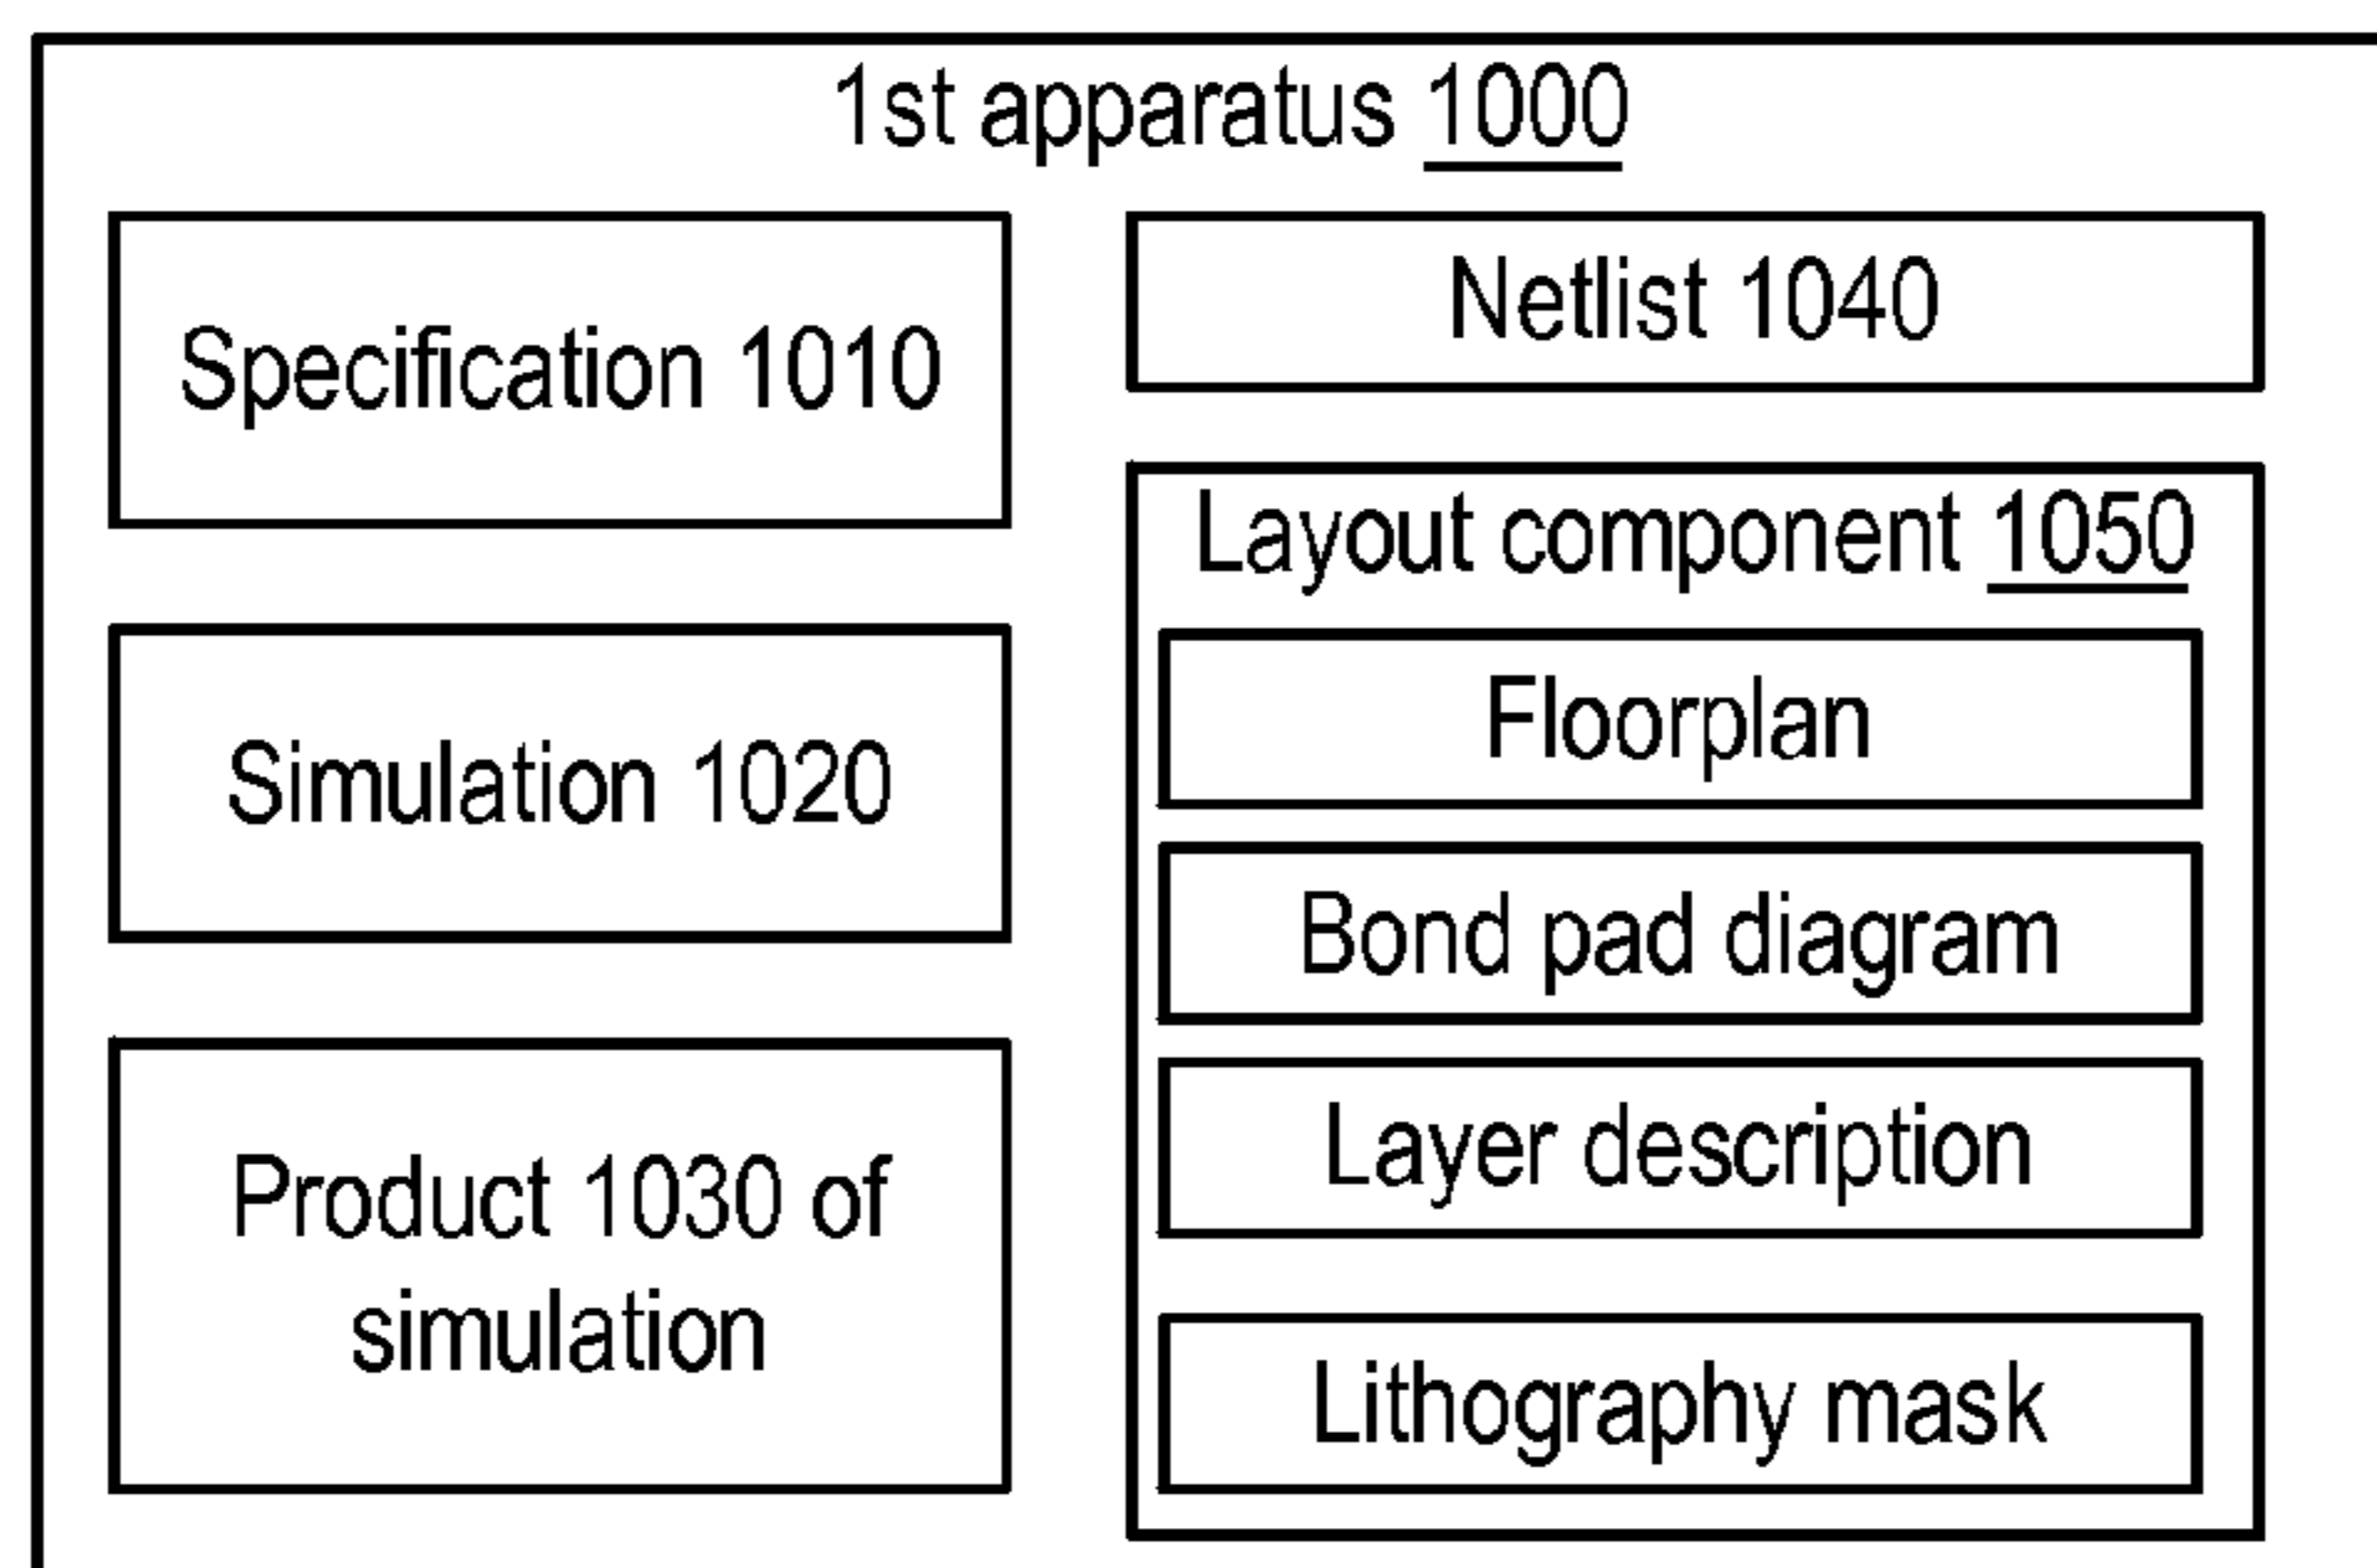 1st apparatus 1000
Specification 1010
Simulation 1020
Product 1030 of
simulation
Netlist 1040
Layout component 1050
Floorplan
Bond pad diagram
Layer description
Lithography mask